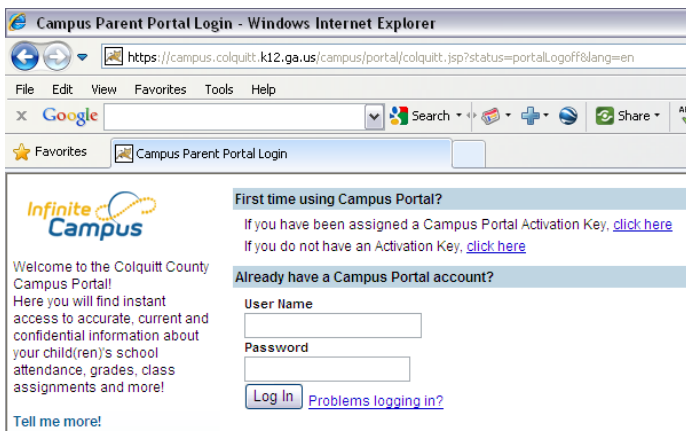 Campus Parent Portal Login - Windows Internet Explorer
https://campus.colquitt.k12.ga.us/campus/portal/colquitt.jsp?status=portalLogoff&lang=en
File Edit View Favorites Tools Help
x Google Search Share
Favorites Campus Parent Portal Login
Infinite
Campus
Welcome to the Colquitt County
Campus Portal!
Here you will find instant
access to accurate, current and
confidential information about
your child(ren)'s school
attendance, grades, class
assignments and more!
Tell me more!
First time using Campus Portal?
If you have been assigned a Campus Portal Activation Key, click here
If you do not have an Activation Key, click here
Already have a Campus Portal account?
User Name
Password
Log In Problems logging in?